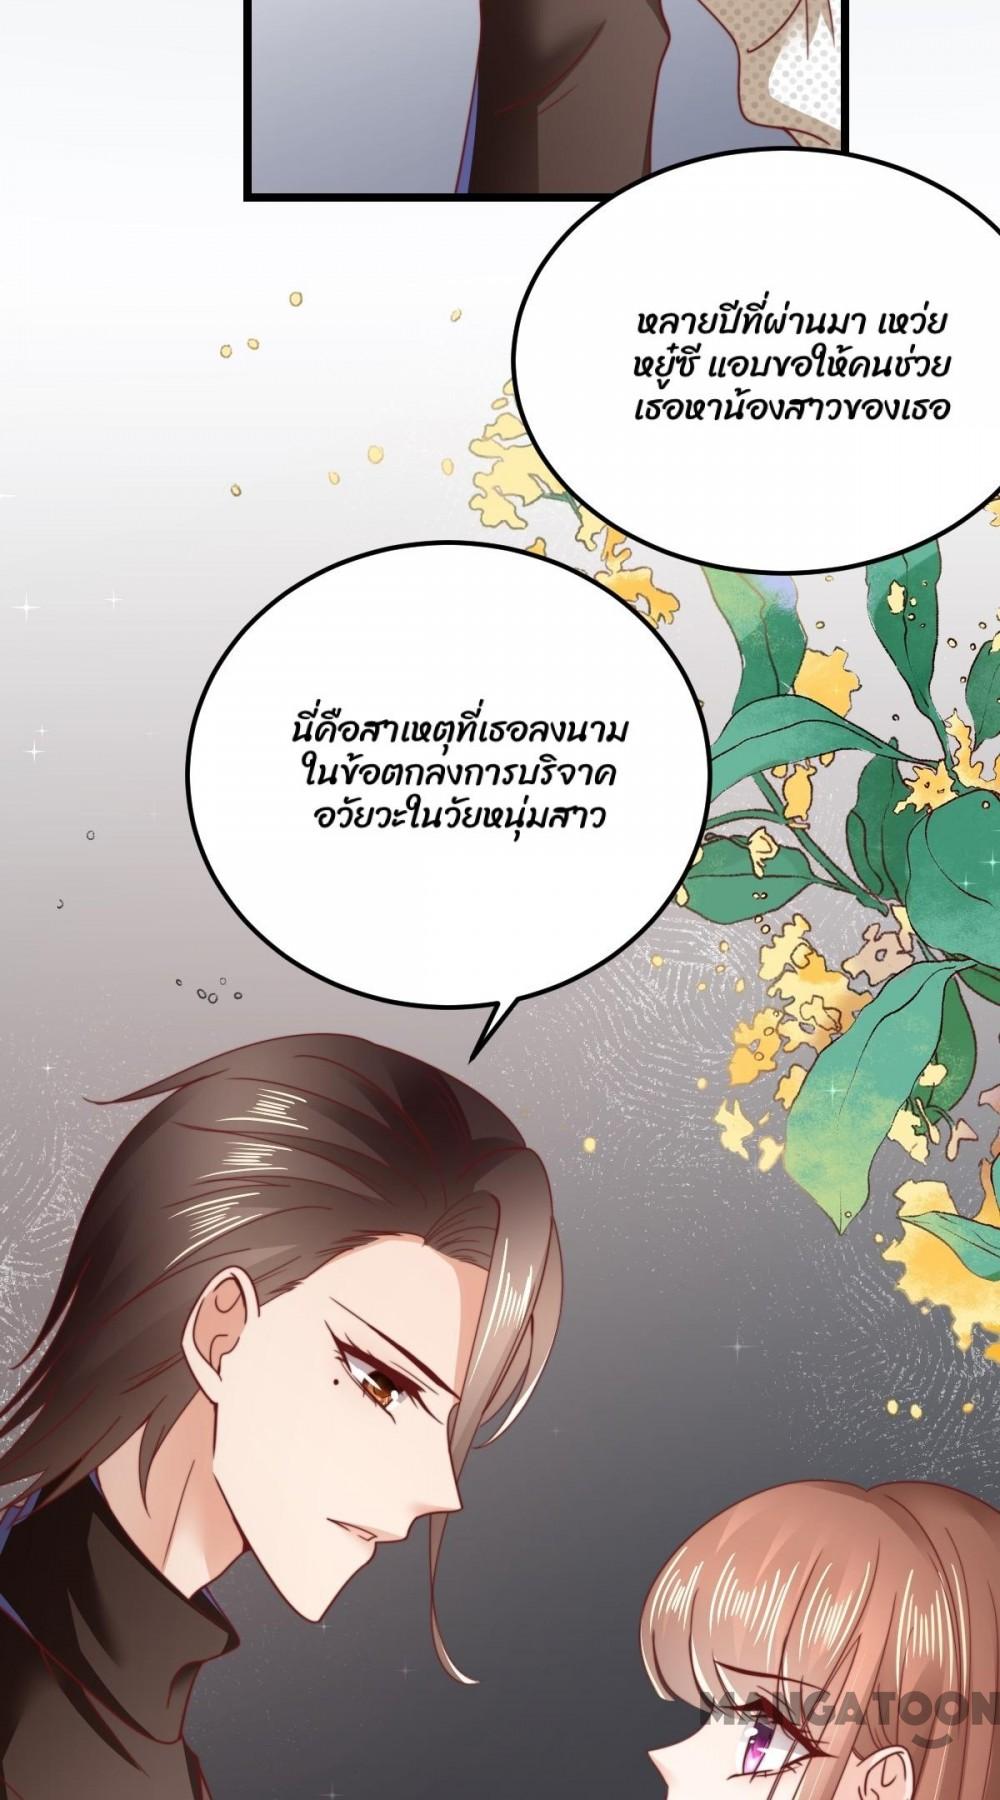 หลายปีที่ผ่านมา เหว่ย
หยู๋ซี แอบขอให้คนช่วย
เธอหาน้องสาวของเธอ
นี่คือสาเหตุที่เธอลงนาม
ในข้อตกลงการบริจาค
อวัยวะในวัยหนุ่มสาว
MANGATOON